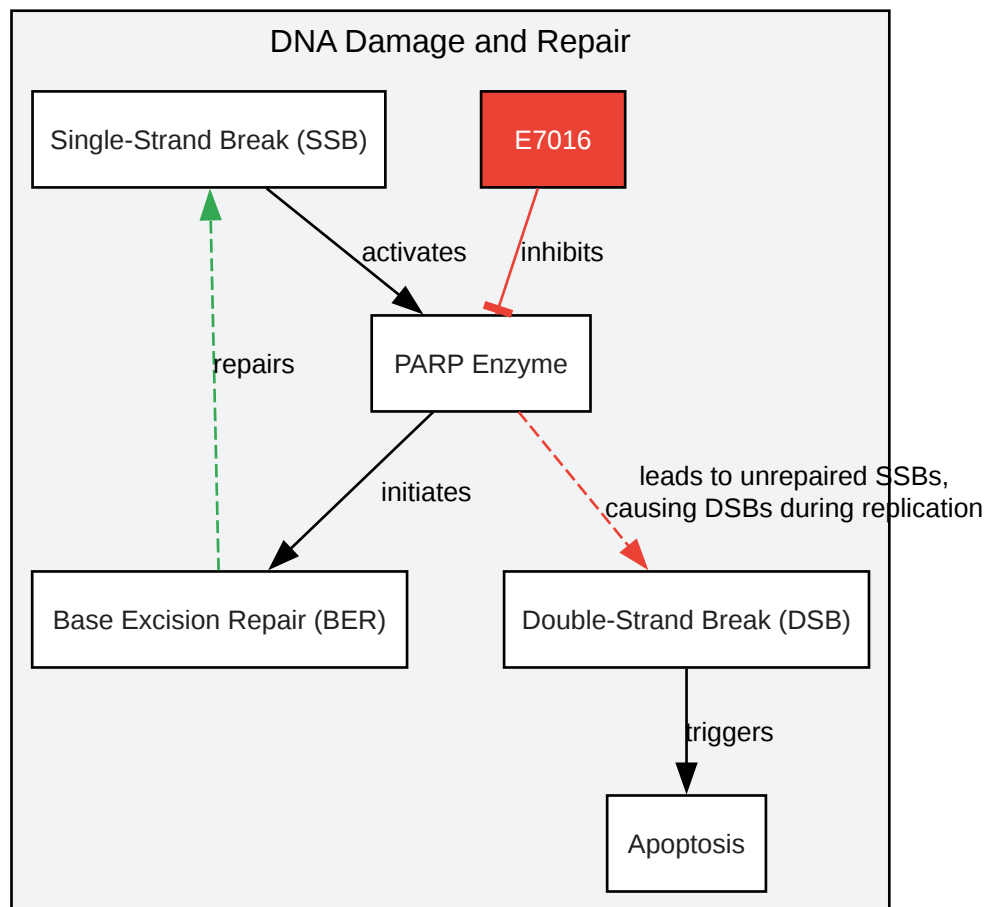 DNA Damage and Repair
Single-Strand Break (SSB)
E7016
activates
inhibits
PARP Enzyme
repairs
initiates
leads to unrepaired SSBs,
causing DSBs during replication
Base Excision Repair (BER)
Double-Strand Break (DSB)
triggers
Apoptosis